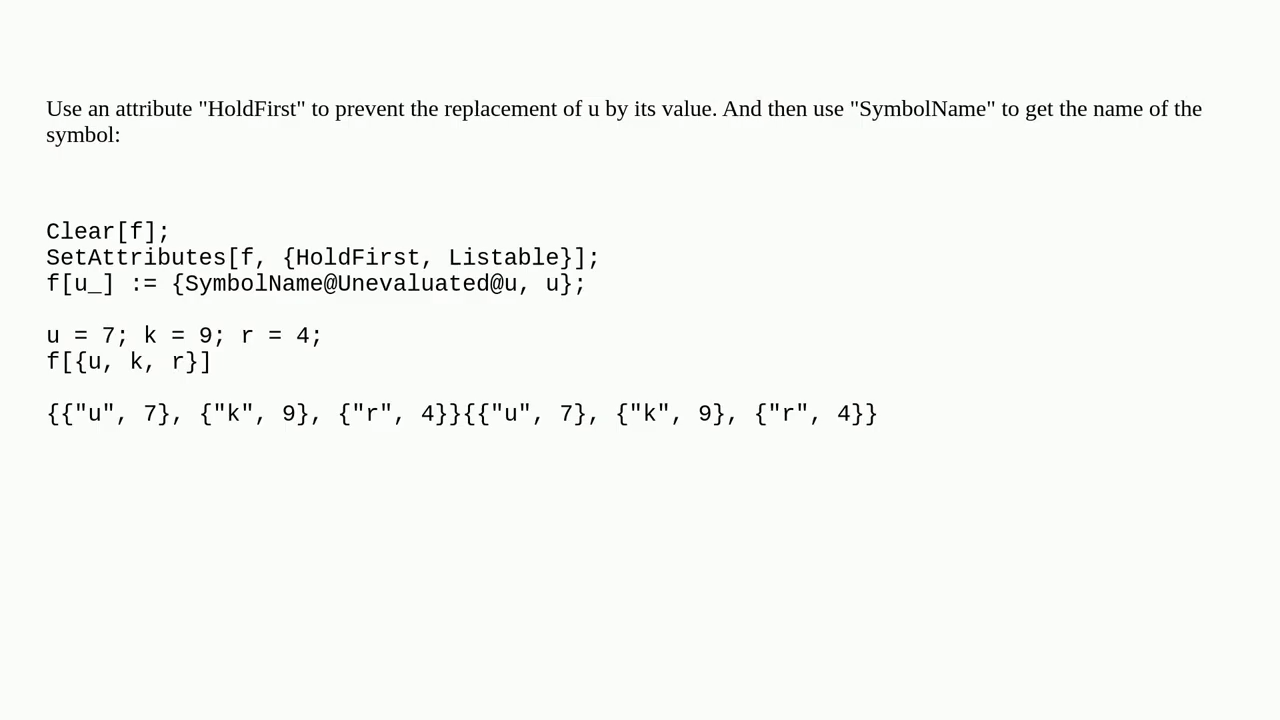 Use an attribute "HoldFirst" to prevent the replacement of u by its value. And then use "SymbolName" to get the name of the
symbol:
Clear[f];
SetAttributes[f, {HoldFirst, Listable}];
f[u_] := {SymbolName@Unevaluated@u, u};
u = 7; k = 9; r = 4;
f[{u, k, r}]
{{"u", 7}, {"k", 9}, {"r", 4}}{{"u", 7}, {"k", 9}, {"r", 4}}